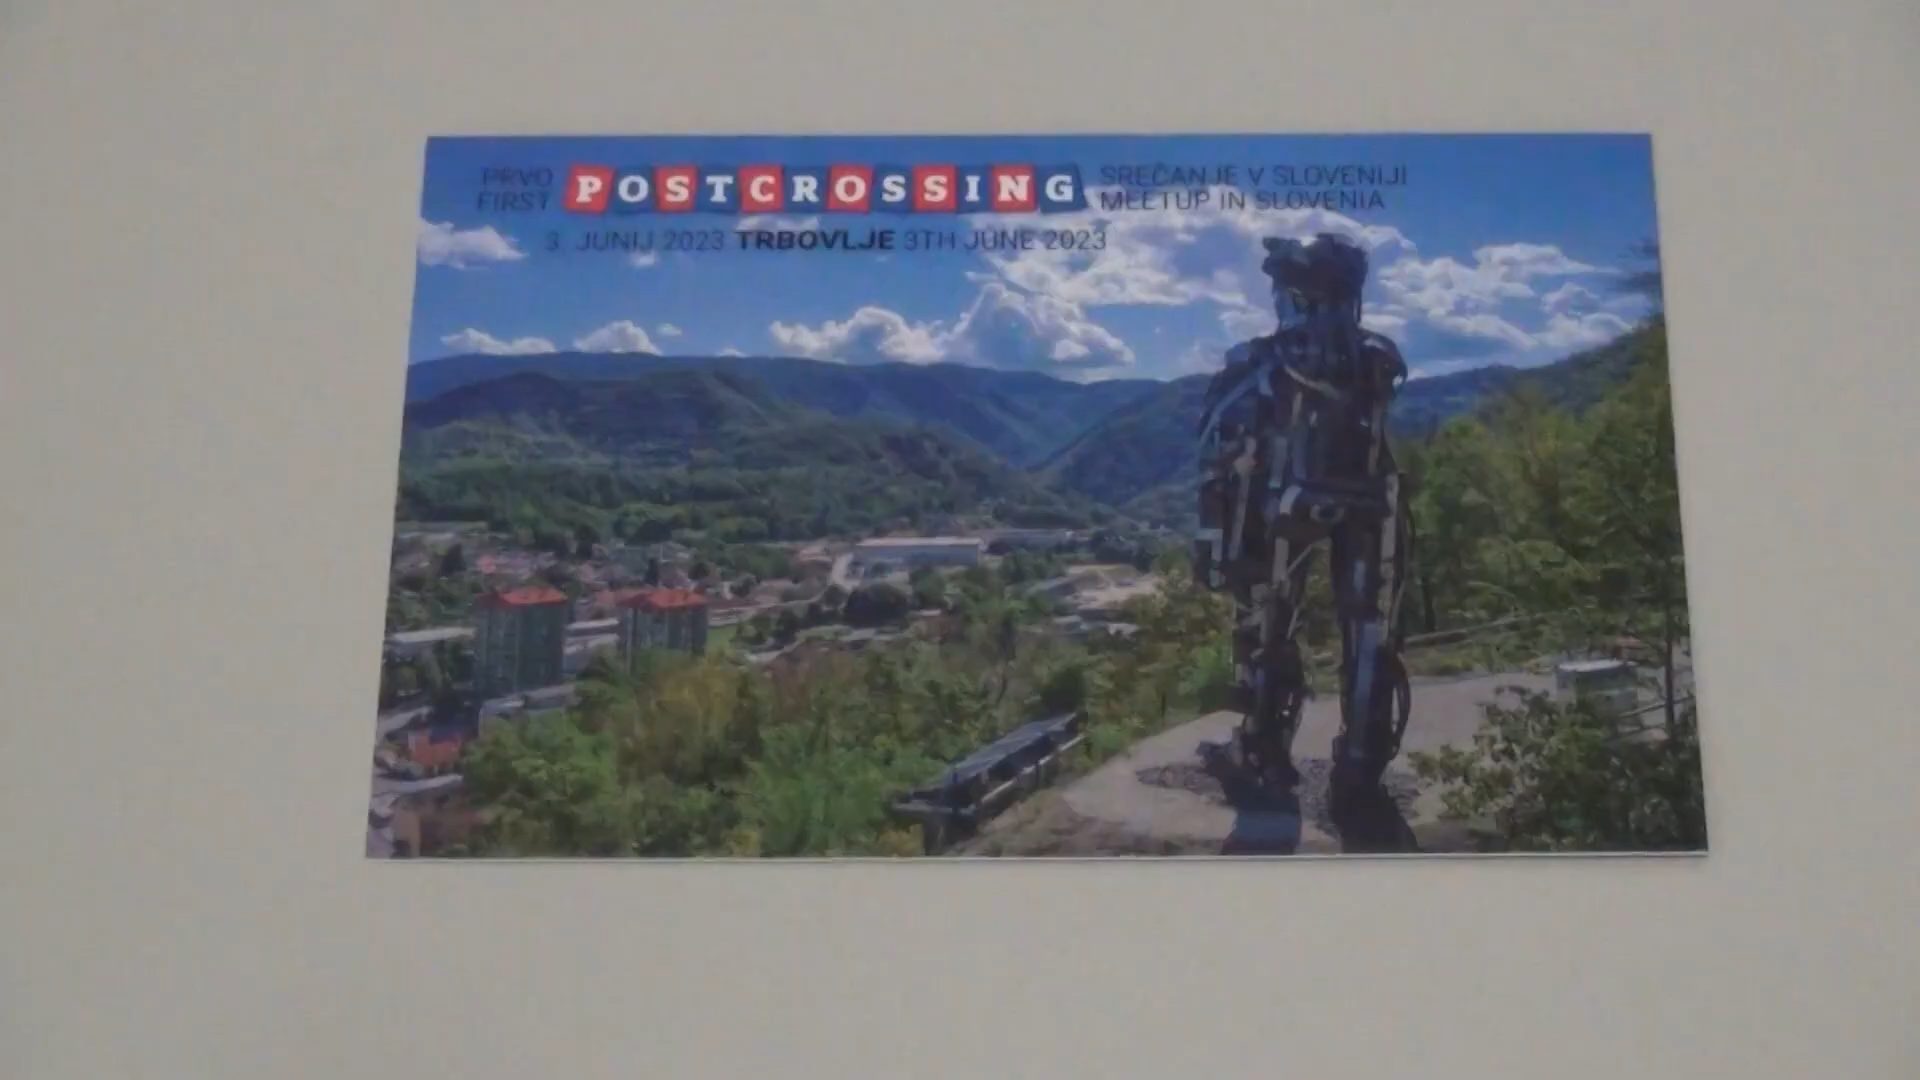 PRVO POSTCROSSING SREČANJE V SLOVENIJI
FIRST MEETUP IN SLOVENIA
3. JUNIJ 2023 TRBOVLJE 3TH JUNE 2023